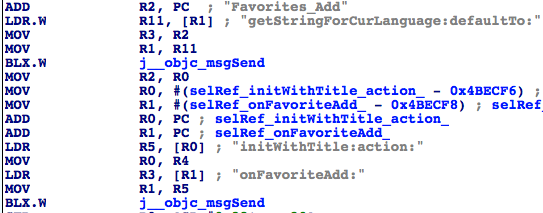 ADD R2, PC ; "Favorites_Add"
LDR.W R11, [R1] ; "getStringForCurLanguage:defaultTo:"
MOV R3, R2
MOV R1, R11
BLX.W j__objc_msgSend
MOV R2, R0
MOV R0, #(selRef_initWithTitle_action_ - 0x4BECF6) ;
MOV R1, #(selRef_onFavoriteAdd_ - 0x4BECF8) ; selRef_
ADD R0, PC ; selRef_initWithTitle_action_
ADD R1, PC ; selRef_onFavoriteAdd_
LDR R5, [R0] ; "initWithTitle:action:"
MOV R0, R4
LDR R3, [R1] ; "onFavoriteAdd:"
MOV R1, R5
BLX.W j__objc_msgSend